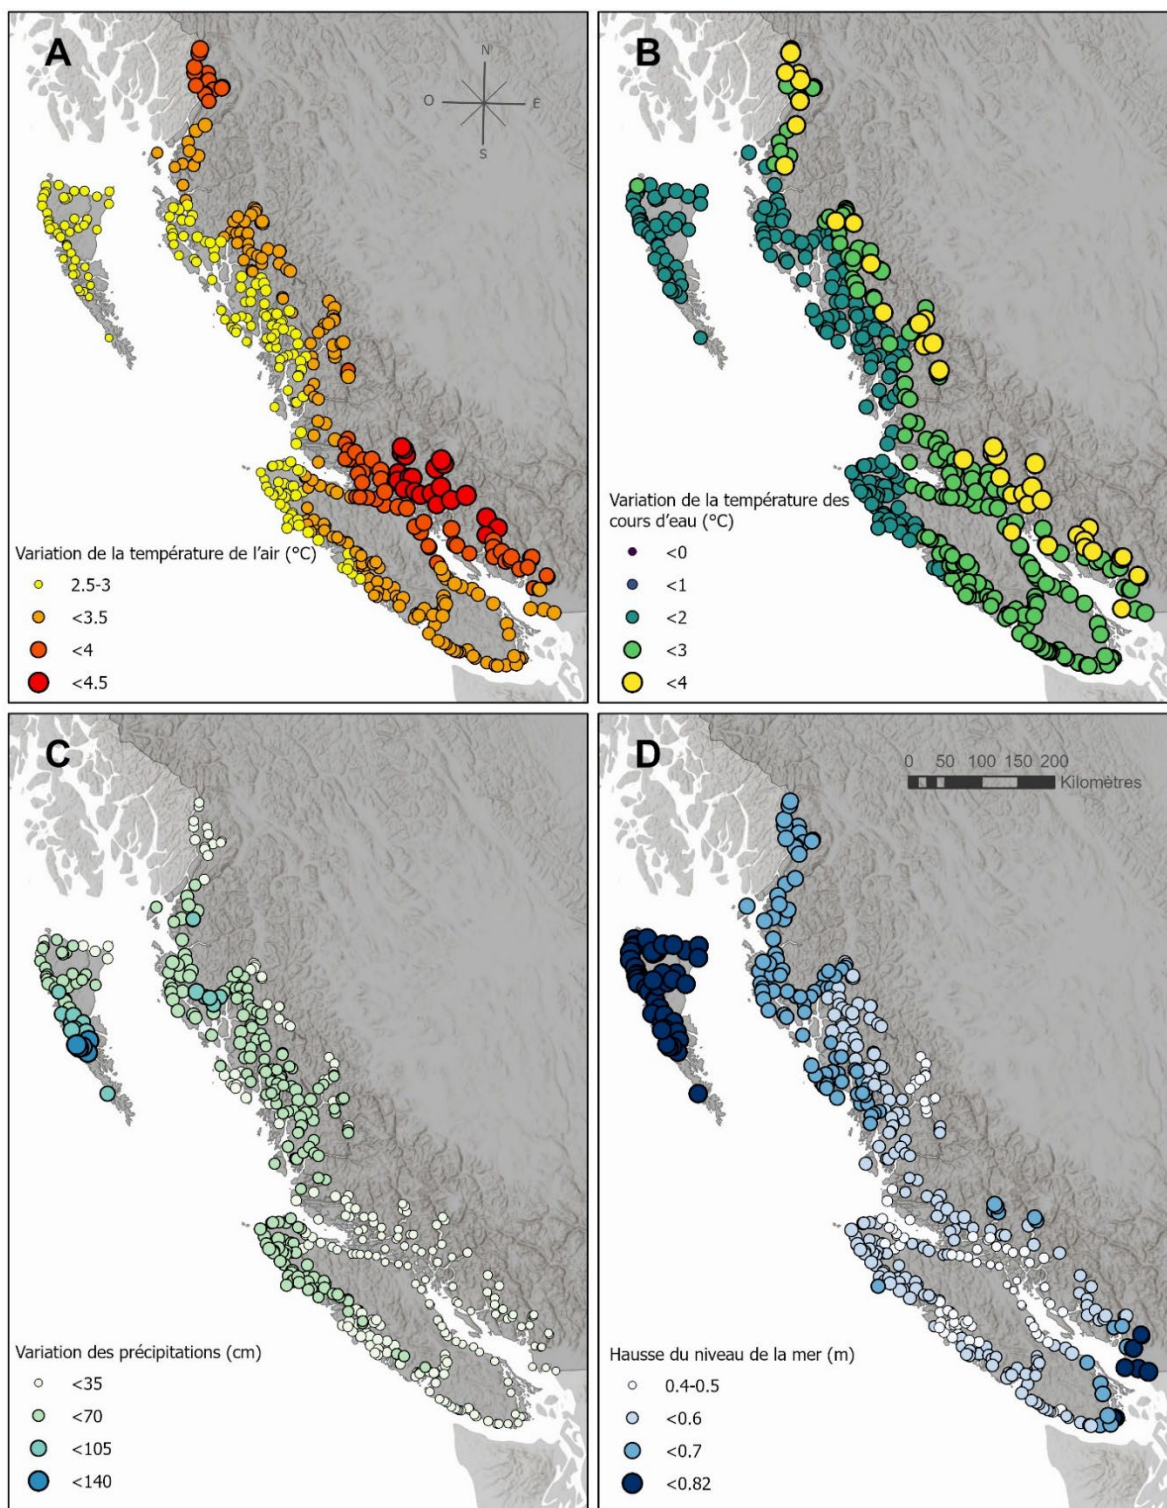 A
N
O
E
S
Variation de la température de l'air (°C)
2.5-3
<3.5
<4
<4.5
B
Variation de la température des
cours d'eau (°C)
<0
<1
<2
<3
<4
C
Variation des précipitations (cm)
<35
<70
<105
<140
D
0 50 100 150 200
Kilomètres
Hausse du niveau de la mer (m)
0.4-0.5
<0.6
<0.7
<0.82